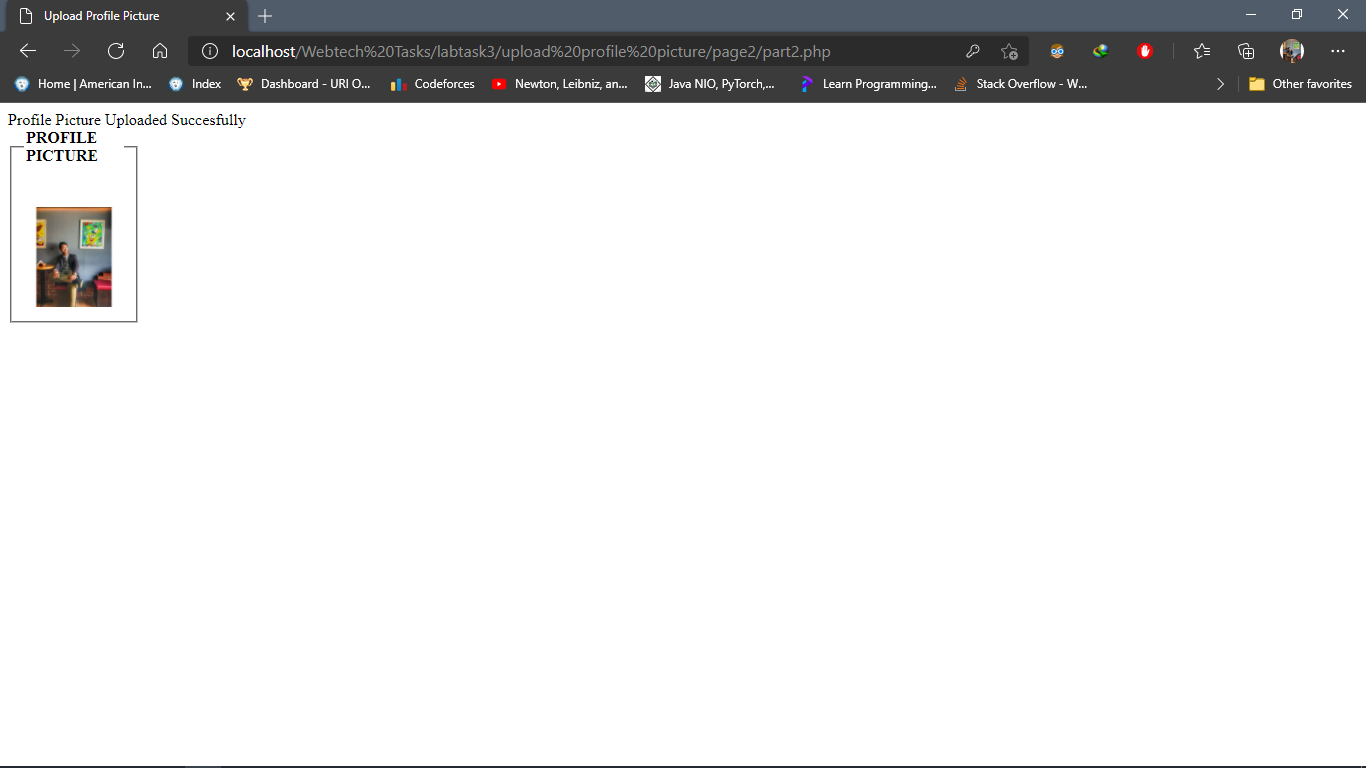 Upload Profile Picture
localhost/Webtech%20Tasks/labtask3/upload%20profile%20picture/page2/part2.php
Home | American In... Index Dashboard - URI O... Codeforces Newton, Leibniz, an... Java NIO, PyTorch,... Learn Programming... Stack Overflow - W... Other favorites
Profile Picture Uploaded Succesfully
PROFILE
PICTURE